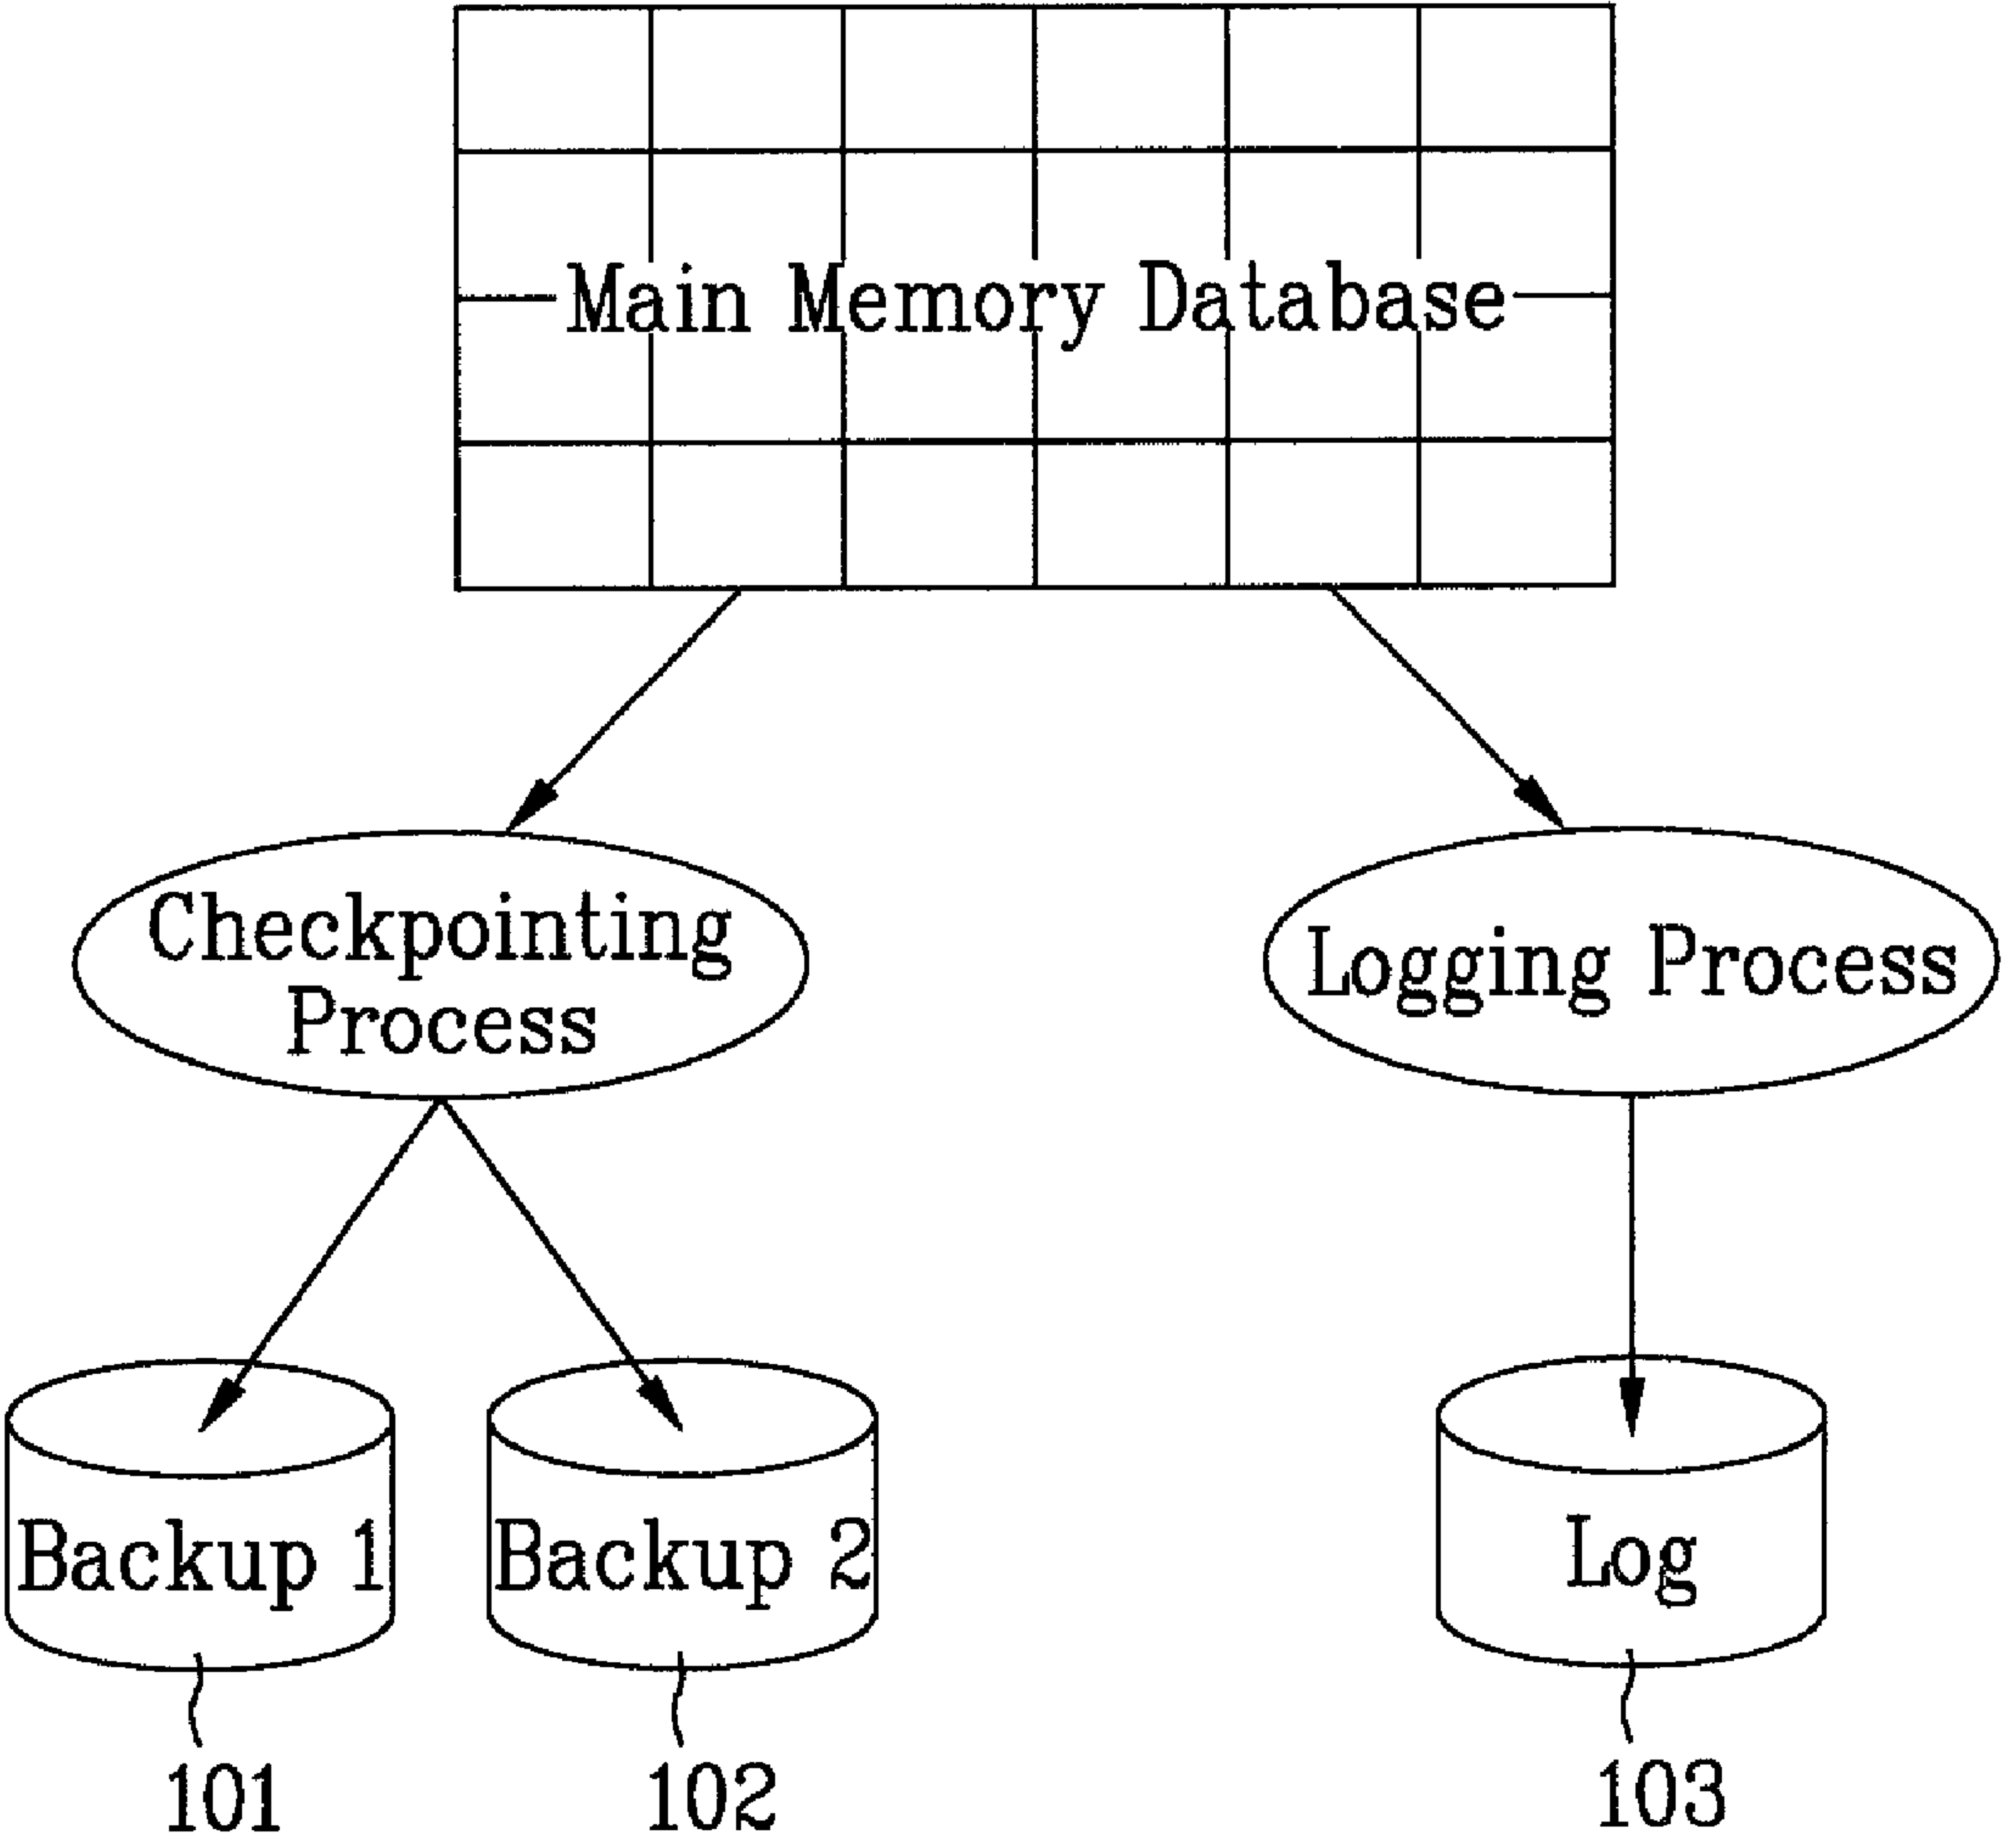 Main Memory Database
Checkpointing
Process
Logging Process
Backup 1
Backup 2
Log
101
102
103